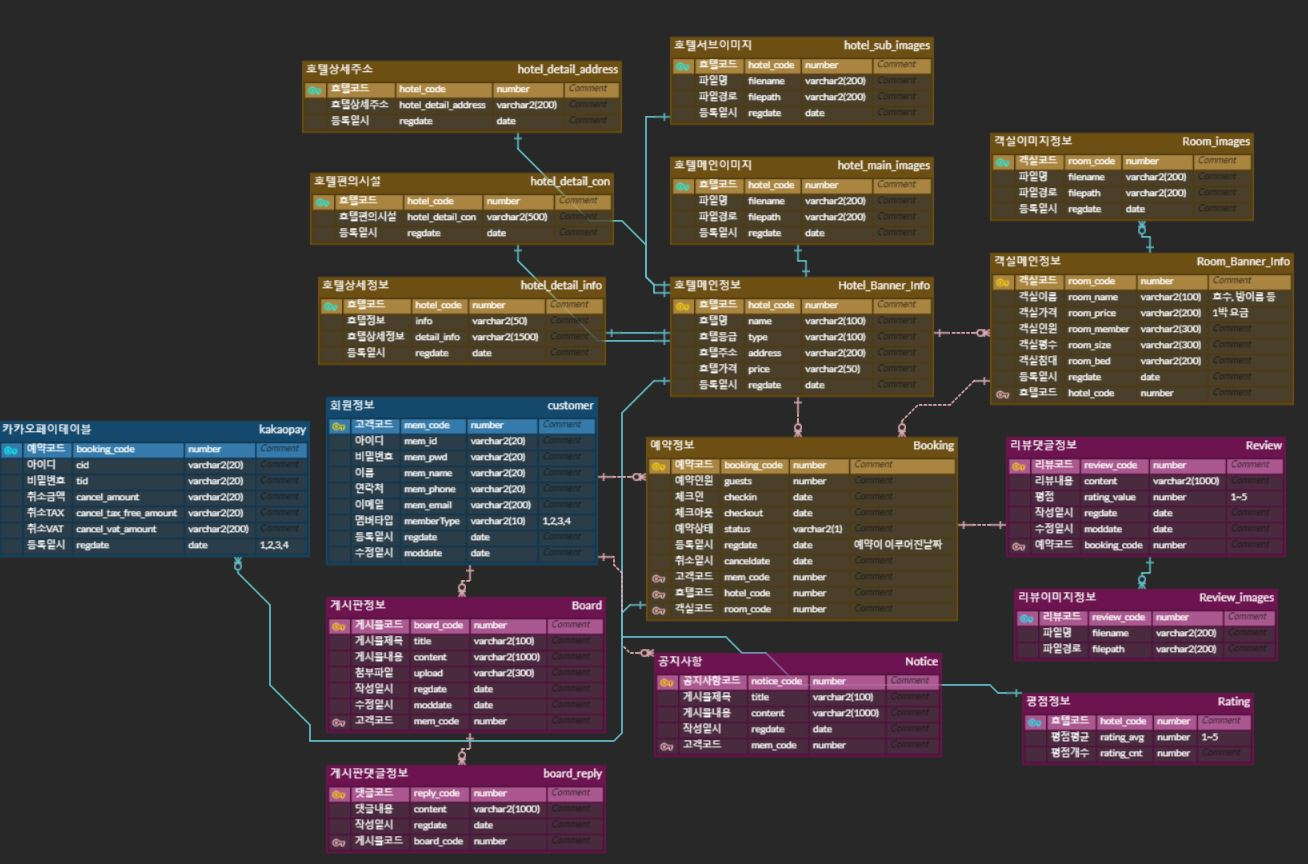 호텔상세주소 hotel_detail_address
호텔코드 hotel_code number Comment
호텔상세주소 hotel_detail_address varchar2(200) Comment
등록일시 regdate date Comment
호텔편의시설 hotel_detail_con
호텔코드 hotel_code number Comment
호텔편의시설 hotel_detail_con varchar2(500) Comment
등록일시 regdate date Comment
호텔상세정보 hotel_detail_info
호텔코드 hotel_code number Comment
호텔정보 info varchar2(50) Comment
호텔상세정보 detail_info varchar2(1500) Comment
등록일시 regdate date Comment
호텔서브이미지 hotel_sub_images
호텔코드 hotel_code number Comment
파일명 filename varchar2(200) Comment
파일경로 filepath varchar2(200) Comment
등록일시 regdate date Comment
호텔메인이미지 hotel_main_images
호텔코드 hotel_code number Comment
파일명 filename varchar2(200) Comment
파일경로 filepath varchar2(200) Comment
등록일시 regdate date Comment
호텔메인정보 Hotel_Banner_Info
호텔코드 hotel_code number Comment
호텔명 name varchar2(100) Comment
호텔등급 type varchar2(100) Comment
호텔주소 address varchar2(200) Comment
호텔가격 price varchar2(50) Comment
등록일시 regdate date Comment
객실이미지정보 Room_images
객실코드 room_code number Comment
파일명 filename varchar2(200) Comment
파일경로 filepath varchar2(200) Comment
등록일시 regdate date Comment
객실메인정보 Room_Banner_Info
객실코드 room_code number Comment
객실이름 room_name varchar2(100) 호수, 방이름 등
객실가격 room_price varchar2(200) 1박 요금
객실인원 room_member varchar2(300) Comment
객실평수 room_size varchar2(300) Comment
객실침대 room_bed varchar2(200) Comment
등록일시 regdate date Comment
호텔코드 hotel_code number Comment
카카오페이테이블 kakaopay
예약코드 booking_code number Comment
아이디 cid varchar2(20) Comment
비밀번호 tid varchar2(20) Comment
취소금액 cancel_amount varchar2(20) Comment
취소TAX cancel_tax_free_amount varchar2(20) Comment
취소VAT cancel_vat_amount varchar2(200) Comment
등록일시 regdate date 1,2,3,4
회원정보 customer
고객코드 mem_code number Comment
아이디 mem_id varchar2(20) Comment
비밀번호 mem_pwd varchar2(20) Comment
이름 mem_name varchar2(20) Comment
연락처 mem_phone varchar2(20) Comment
이메일 mem_email varchar2(200) Comment
멤버타입 memberType varchar2(10) 1,2,3,4
등록일시 regdate date Comment
수정일시 moddate date Comment
예약정보 Booking
예약코드 booking_code number Comment
예약인원 guests number Comment
체크인 checkin date Comment
체크아웃 checkout date Comment
예약상태 status varchar2(1) Comment
등록일시 regdate date 예약이 이루어진날짜
취소일시 canceldate date Comment
고객코드 mem_code number Comment
호텔코드 hotel_code number Comment
객실코드 room_code number Comment
리뷰댓글정보 Review
리뷰코드 review_code number Comment
리뷰내용 content varchar2(1000) Comment
평점 rating_value number 1~5
작성일시 regdate date Comment
수정일시 moddate date Comment
예약코드 booking_code number Comment
리뷰이미지정보 Review_images
리뷰코드 review_code number Comment
파일명 filename varchar2(200) Comment
파일경로 filepath varchar2(200) Comment
게시판정보 Board
게시믈코드 board_code number Comment
게시믈제목 title varchar2(100) Comment
게시믈내용 content varchar2(1000) Comment
첨부파일 upload varchar2(300) Comment
작성일시 regdate date Comment
수정일시 moddate date Comment
고객코드 mem_code number Comment
공지사항 Notice
공지사항코드 notice_code number Comment
게시믈제목 title varchar2(100) Comment
게시믈내용 content varchar2(1000) Comment
작성일시 regdate date Comment
고객코드 mem_code number Comment
평점정보 Rating
호텔코드 hotel_code number Comment
평점평균 rating_avg number 1~5
평점개수 rating_cnt number Comment
게시판댓글정보 board_reply
댓글코드 reply_code number Comment
댓글내용 content varchar2(1000) Comment
작성일시 regdate date Comment
게시믈코드 board_code number Comment